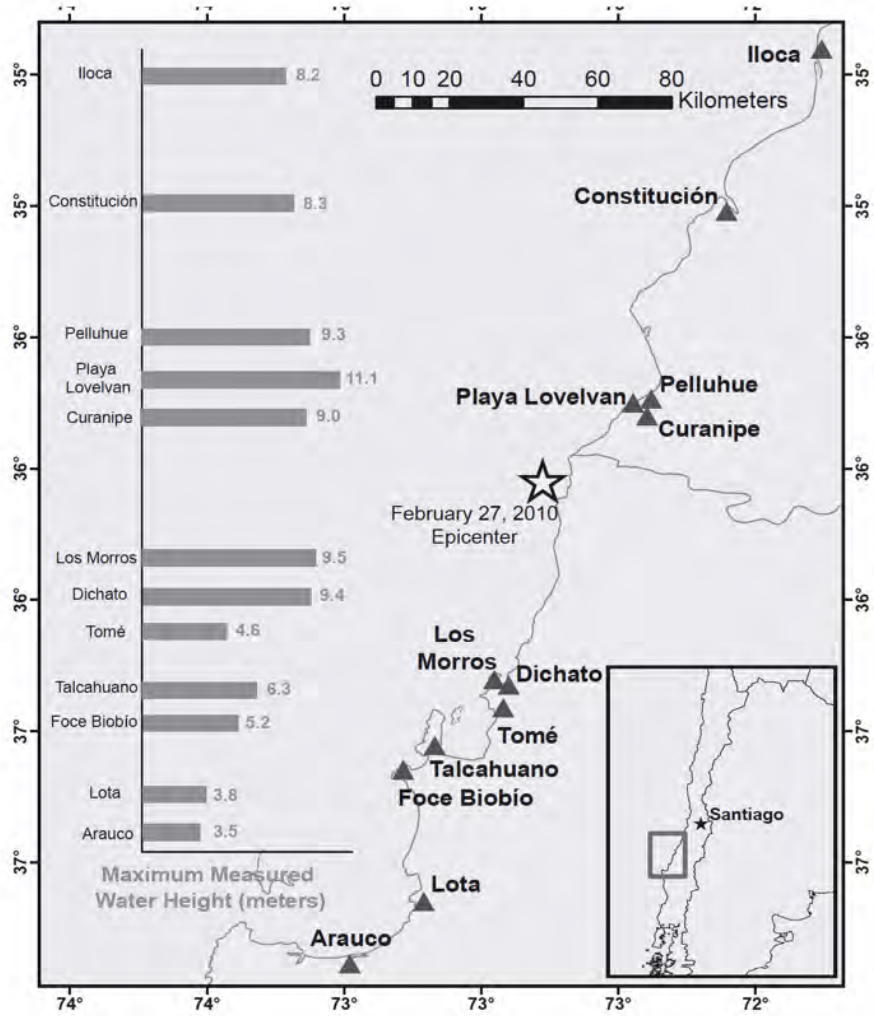 Iloca 8.2
Constitución 8.3
Pelluhue 9.3
Playa
Lovelvan 11.1
Curanipe 9.0
Los Morros 9.5
Dichato 9.4
Tomé 4.6
Talcahuano 6.3
Foce Biobío 5.2
Lota 3.8
Arauco 3.5
Maximum Measured
Water Height (meters)
0 10 20 40 60 80
Kilometers
Iloca
Constitución
Playa Lovelvan
Pelluhue
Curanipe
February 27, 2010
Epicenter
Los
Morros
Dichato
Tomé
Talcahuano
Foce Biobío
Lota
Arauco
Santiago
35°
35°
36°
36°
36°
37°
37°
35°
35°
36°
36°
36°
37°
37°
74° 74° 73° 73° 73° 72°